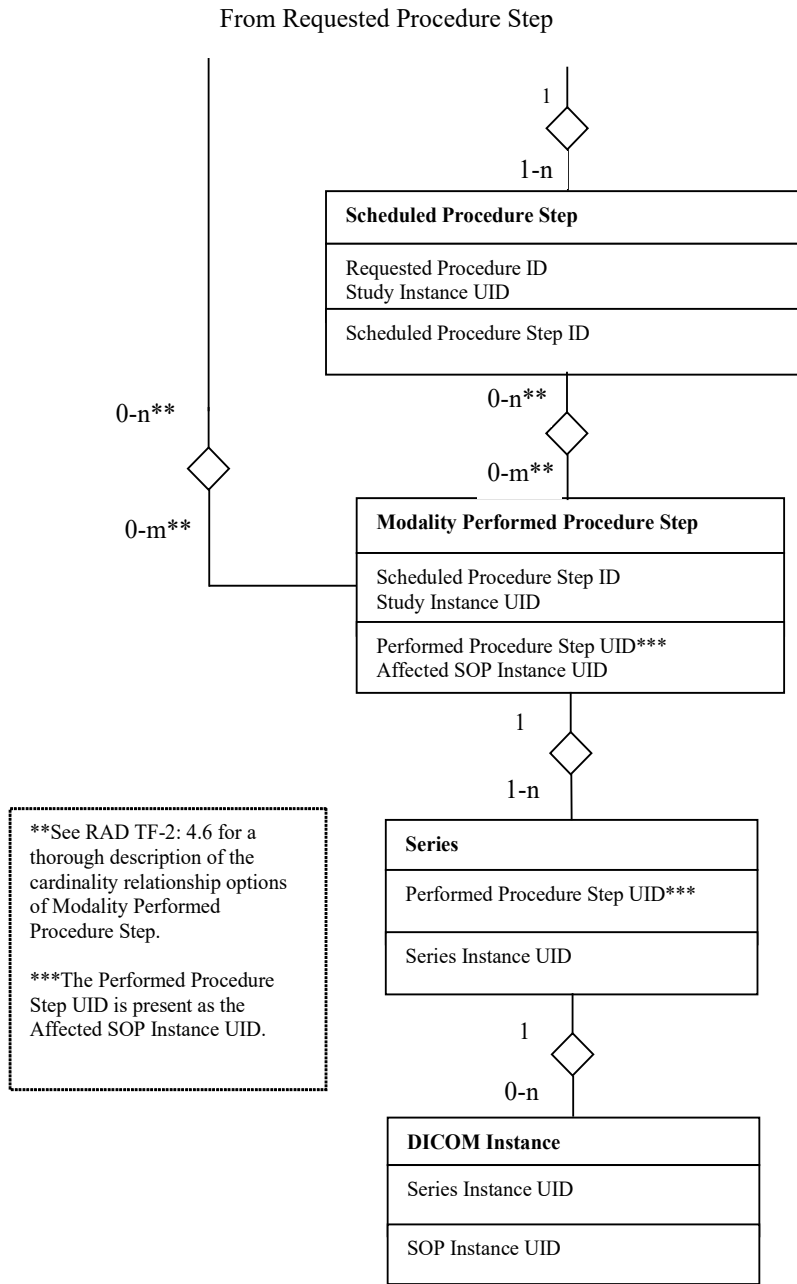 From Requested Procedure Step
1
1-n
Scheduled Procedure Step
Requested Procedure ID
Study Instance UID
Scheduled Procedure Step ID
0-n**
0-n**
0-m**
0-m**
Modality Performed Procedure Step
Scheduled Procedure Step ID
Study Instance UID
Performed Procedure Step UID***
Affected SOP Instance UID
1
1-n
**See RAD TF-2: 4.6 for a
thorough description of the
cardinality relationship options
of Modality Performed
Procedure Step.
***The Performed Procedure
Step UID is present as the
Affected SOP Instance UID.
Series
Performed Procedure Step UID***
Series Instance UID
1
0-n
DICOM Instance
Series Instance UID
SOP Instance UID